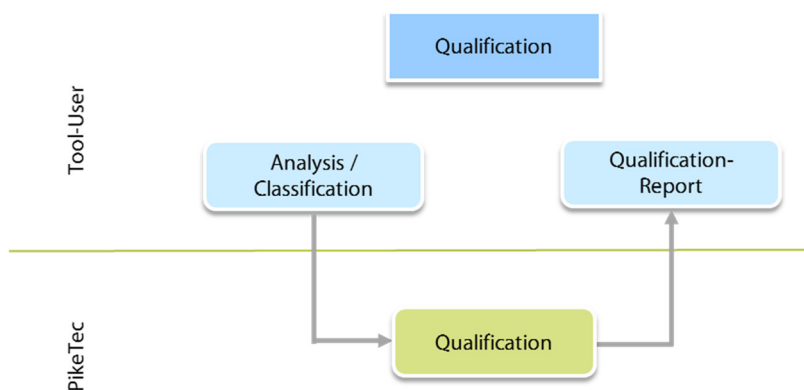 Qualification
Tool-User
Analysis /
Classification
Qualification-
Report
PikeTec
Qualification